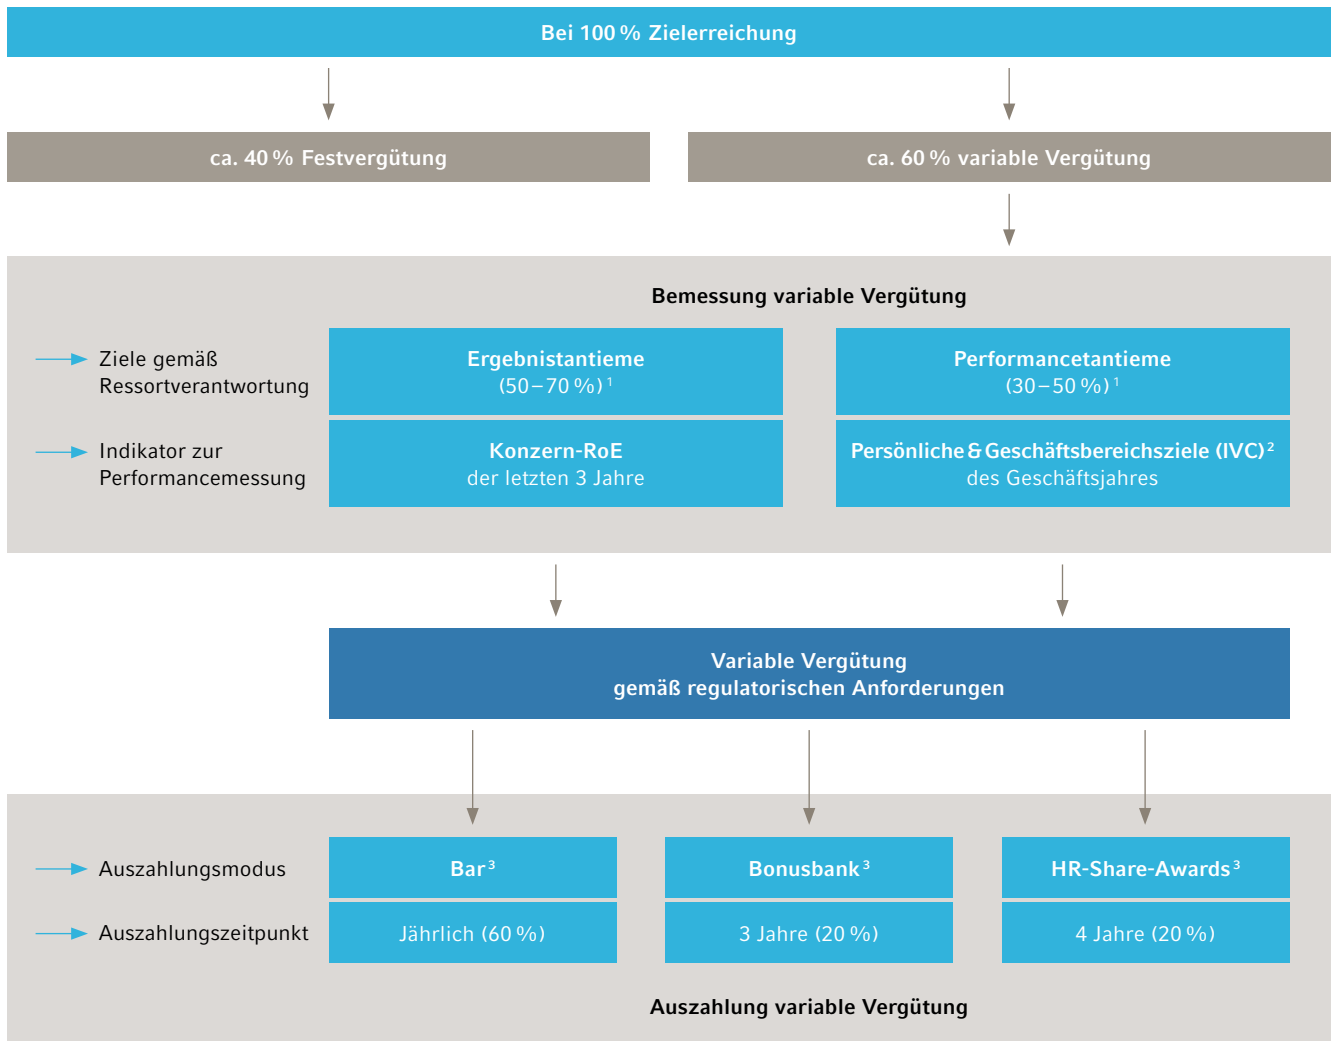 Bei 100 % Zielerreichung
ca. 40 % Festvergütung
ca. 60 % variable Vergütung
Bemessung variable Vergütung
Ziele gemäß
Ressortverantwortung
Ergebnistantieme
(50–70 %) ¹
Performancetantieme
(30–50 %) ¹
Indikator zur
Performancemessung
Konzern-RoE
der letzten 3 Jahre
Persönliche & Geschäftsbereichsziele (IVC) ²
des Geschäftsjahres
Variable Vergütung
gemäß regulatorischen Anforderungen
Auszahlungsmodus
Bar ³
Bonusbank ³
HR-Share-Awards ³
Auszahlungszeitpunkt
Jährlich (60 %)
3 Jahre (20 %)
4 Jahre (20 %)
Auszahlung variable Vergütung